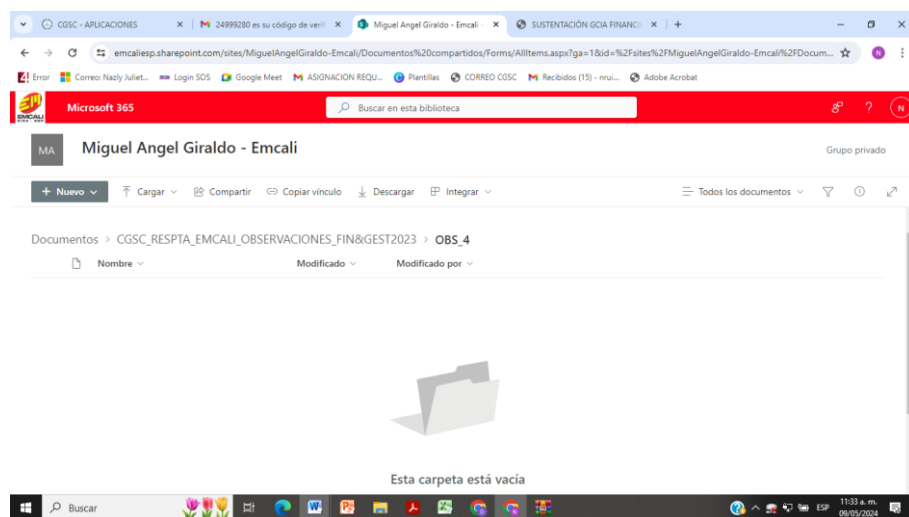 CGSC - APLICACIONES
24999280 es su código de verifi
Miguel Angel Giraldo - Emcali -
SUSTENTACIÓN GCIA FINANCI
emcaliesp.sharepoint.com/sites/MiguelAngelGiraldo-Emcali/Documentos%20compartidos/Forms/AllItems.aspx?ga=1&id=%2Fsites%2FMiguelAngelGiraldo-Emcali%2FDocum...
N
Error
Correo: Nazly Juliet...
Login SOS
Google Meet
ASIGNACION REQU...
Plantillas
CORREO CGSC
Recibidos (15) - nrui...
Adobe Acrobat
EMCALI
Microsoft 365
Buscar en esta biblioteca
?
N
MA
Miguel Angel Giraldo - Emcali
Grupo privado
+ Nuevo
Cargar
Compartir
Copiar vínculo
Descargar
Integrar
Todos los documentos
Documentos > CGSC_RESPTA_EMCALI_OBSERVACIONES_FIN&GEST2023 > OBS_4
Nombre
Modificado
Modificado por
Esta carpeta está vacía
Buscar
ESP
11:33 a. m.
09/05/2024